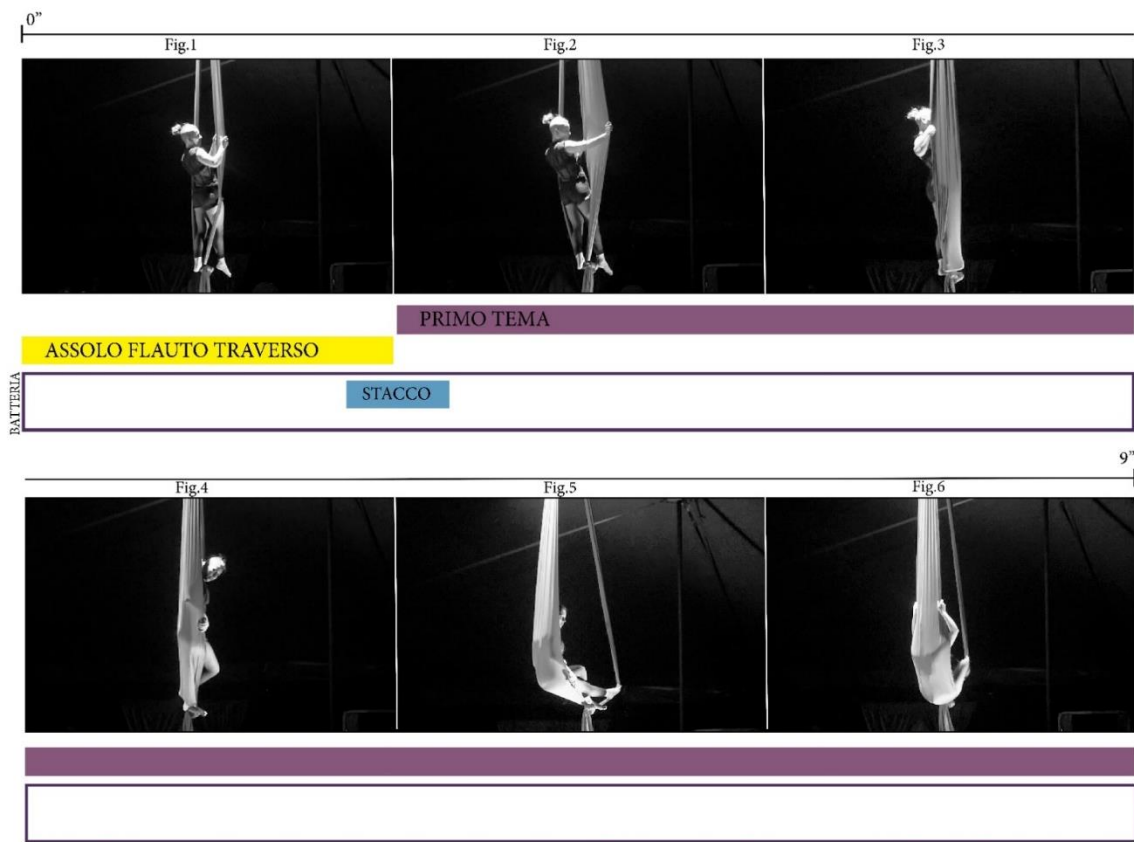 0”
Fig.1 Fig.2 Fig.3
PRIMO TEMA
ASSOLO FLAUTO TRAVERSO
BATTERIA
STACCO
9”
Fig.4 Fig.5 Fig.6